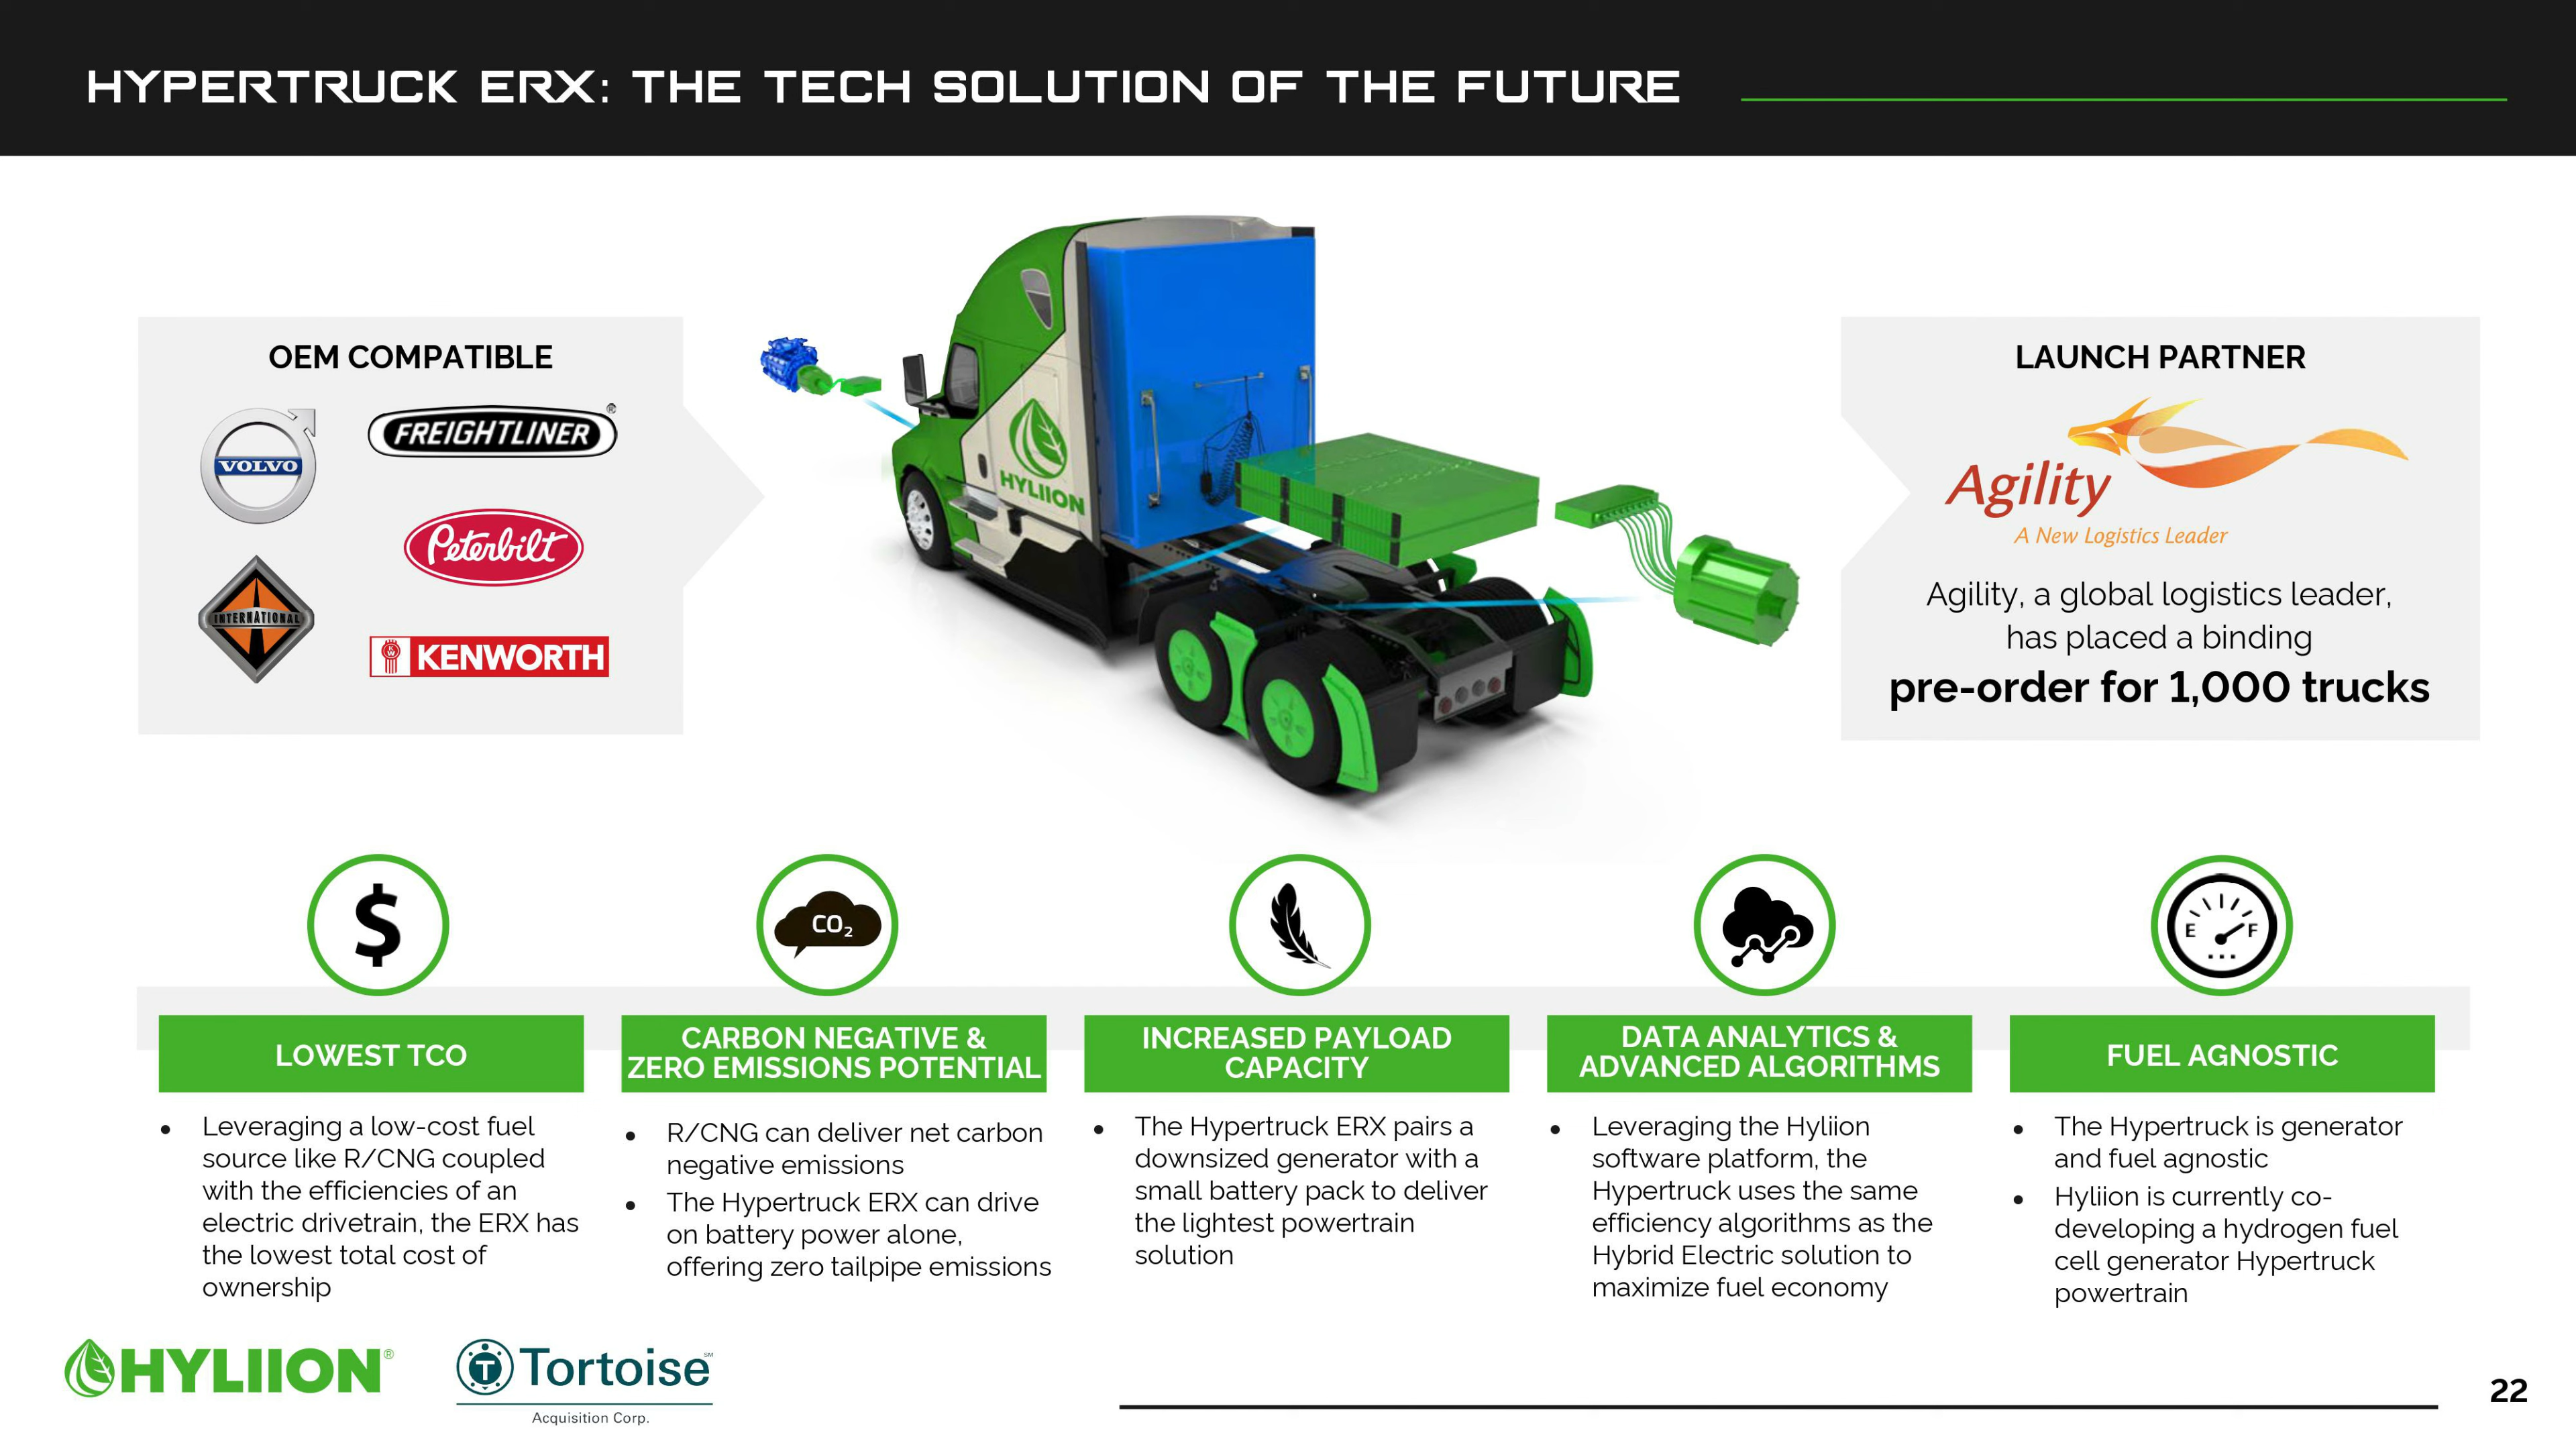 HYPERTRUCK ERX: THE TECH SOLUTION OF THE FUTURE
OEM COMPATIBLE
VOLVO
FREIGHTLINER®
Peterbilt
INTERNATIONAL
KENWORTH
HYLIION
LAUNCH PARTNER
Agility
A New Logistics Leader
Agility, a global logistics leader,
has placed a binding
pre-order for 1,000 trucks
$
CO₂
E F
LOWEST TCO
• Leveraging a low-cost fuel
source like R/CNG coupled
with the efficiencies of an
electric drivetrain, the ERX has
the lowest total cost of
ownership
CARBON NEGATIVE &
ZERO EMISSIONS POTENTIAL
• R/CNG can deliver net carbon
negative emissions
• The Hypertruck ERX can drive
on battery power alone,
offering zero tailpipe emissions
INCREASED PAYLOAD
CAPACITY
• The Hypertruck ERX pairs a
downsized generator with a
small battery pack to deliver
the lightest powertrain
solution
DATA ANALYTICS &
ADVANCED ALGORITHMS
• Leveraging the Hyliion
software platform, the
Hypertruck uses the same
efficiency algorithms as the
Hybrid Electric solution to
maximize fuel economy
FUEL AGNOSTIC
• The Hypertruck is generator
and fuel agnostic
• Hyliion is currently co-
developing a hydrogen fuel
cell generator Hypertruck
powertrain
HYLIION®
T Tortoise℠
Acquisition Corp.
22